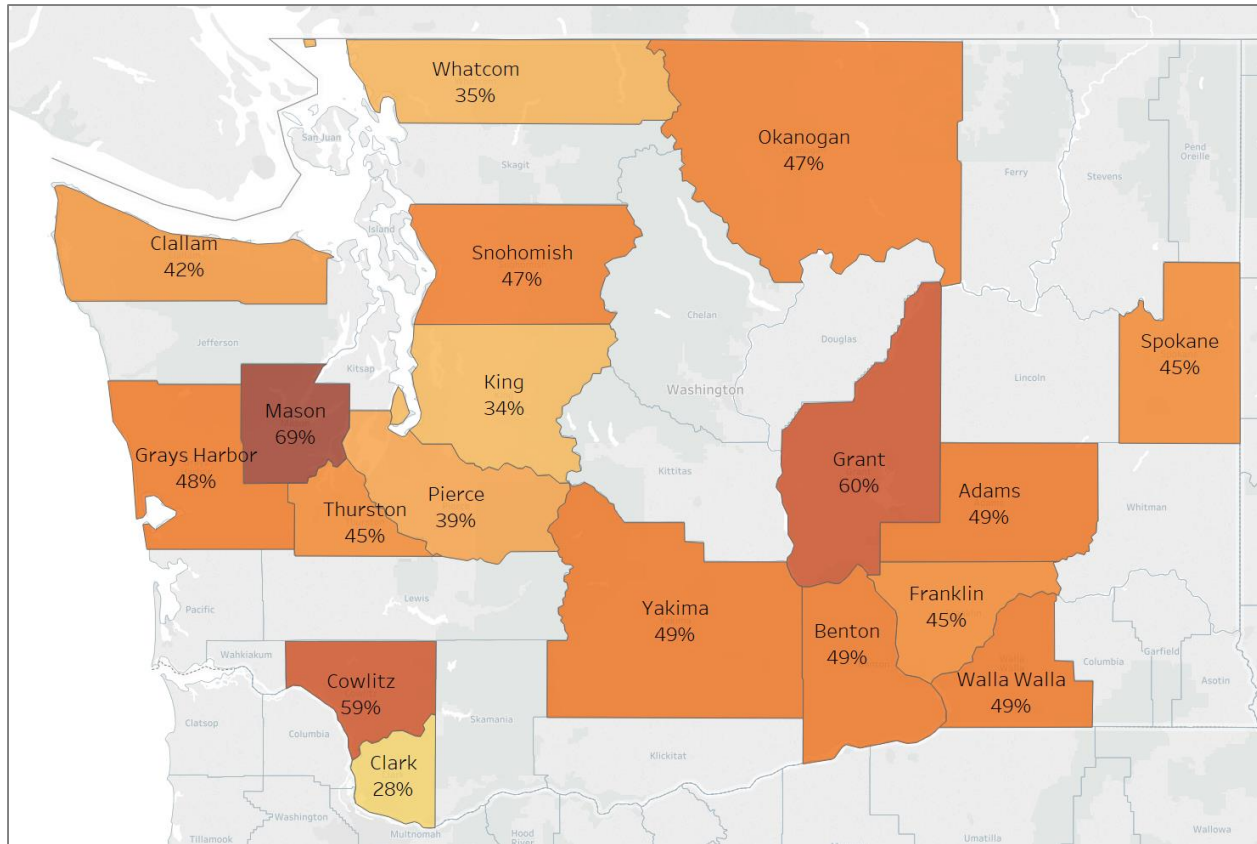 Whatcom
35%
Okanogan
47%
San Juan
Skagit
Ferry
Stevens
Pend
Oreille
Island
Clallam
42%
Snohomish
47%
Chelan
Douglas
Jefferson
Kitsap
Washington
Lincoln
Spokane
45%
King
34%
Mason
69%
Grays Harbor
48%
Kittitas
Grant
60%
Thurston
45%
Pierce
39%
Adams
49%
Whitman
Pacific
Lewis
Yakima
49%
Benton
49%
Franklin
45%
Columbia
Garfield
Asotin
Walla Walla
49%
Wahkiakum
Cowlitz
59%
Skamania
Clatsop
Columbia
Klickitat
Clark
28%
Tillamook
Washington
Multnomah
Hood
River
Umatilla
Wallowa